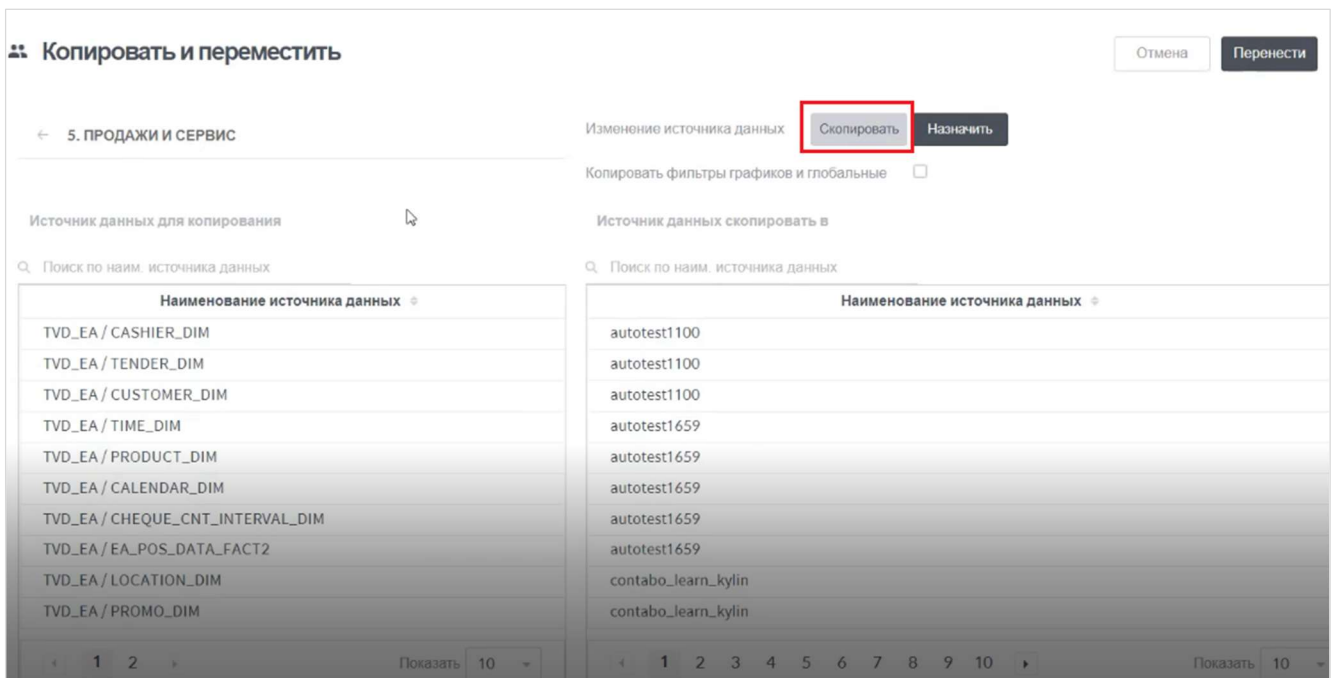 Копировать и переместить
Отмена
Перенести
← 5. ПРОДАЖИ И СЕРВИС
Изменение источника данных
Скопировать
Назначить
Копировать фильтры графиков и глобальные
Источник данных для копирования
Источник данных скопировать в
Поиск по наим. источника данных
Поиск по наим. источника данных
Наименование источника данных
TVD_EA / CASHIER_DIM
TVD_EA / TENDER_DIM
TVD_EA / CUSTOMER_DIM
TVD_EA / TIME_DIM
TVD_EA / PRODUCT_DIM
TVD_EA / CALENDAR_DIM
TVD_EA / CHEQUE_CNT_INTERVAL_DIM
TVD_EA / EA_POS_DATA_FACT2
TVD_EA / LOCATION_DIM
TVD_EA / PROMO_DIM
1 2
Показать 10
Наименование источника данных
autotest1100
autotest1100
autotest1100
autotest1659
autotest1659
autotest1659
autotest1659
autotest1659
contabo_learn_kylin
contabo_learn_kylin
1 2 3 4 5 6 7 8 9 10
Показать 10